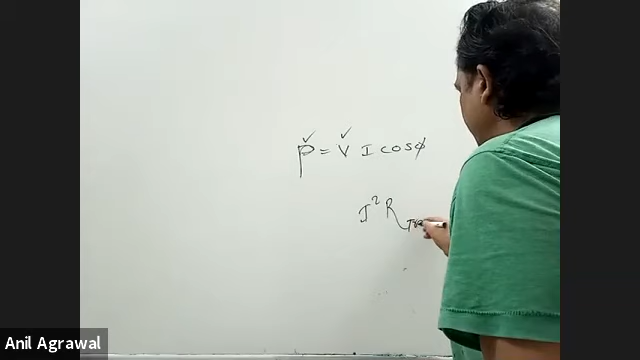 P = V I cosϕ
I²R
Anil Agrawal